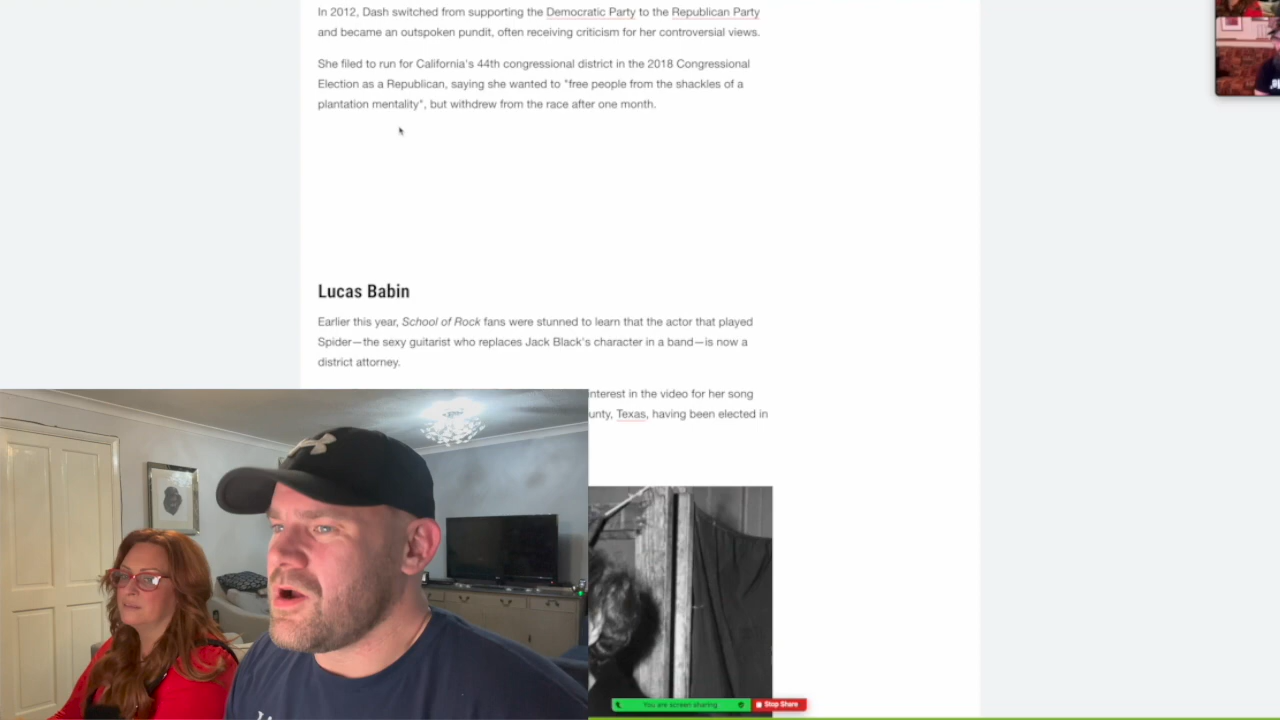 In 2012, Dash switched from supporting the Democratic Party to the Republican Party
and became an outspoken pundit, often receiving criticism for her controversial views.
She filed to run for California's 44th congressional district in the 2018 Congressional
Election as a Republican, saying she wanted to "free people from the shackles of a
plantation mentality", but withdrew from the race after one month.
Lucas Babin
Earlier this year, School of Rock fans were stunned to learn that the actor that played
Spider—the sexy guitarist who replaces Jack Black's character in a band—is now a
district attorney.
interest in the video for her song
unty, Texas, having been elected in
You are screen sharing
Stop Share